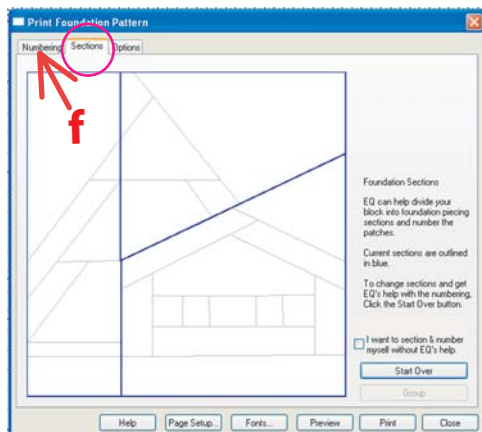 Print Foundation Pattern
Numbering Sections Options
f
Foundation Sections
EQ can help divide your
block into foundation piecing
sections and number the
patches.
Current sections are outlined
in blue.
To change sections and get
EQ's help with the numbering,
Click the Start Over button.
I want to section & number
myself without EQ's help.
Start Over
Group
Help Page Setup... Fonts... Preview Print Close